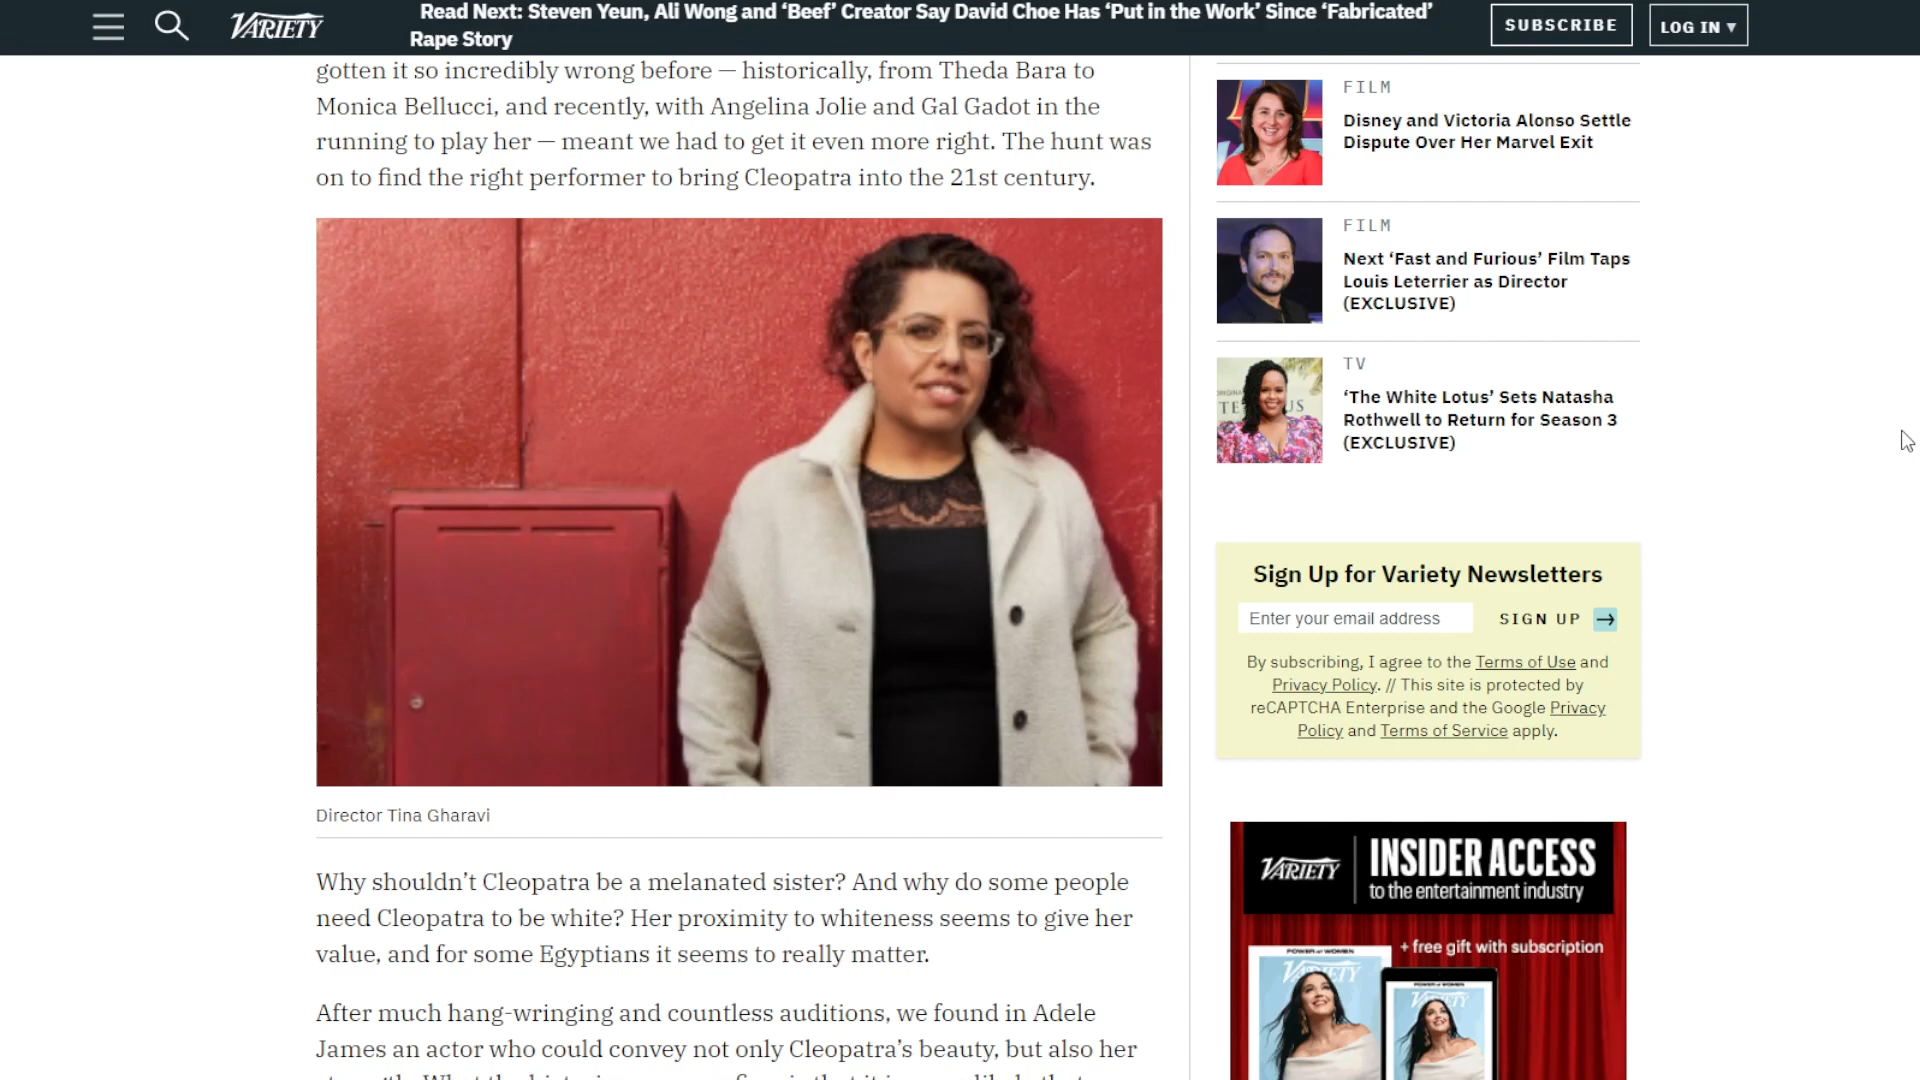 VARIETY
Read Next: Steven Yeun, Ali Wong and ‘Beef’ Creator Say David Choe Has ‘Put in the Work’ Since ‘Fabricated’
Rape Story
SUBSCRIBE
LOG IN ▾
gotten it so incredibly wrong before — historically, from Theda Bara to
Monica Bellucci, and recently, with Angelina Jolie and Gal Gadot in the
running to play her — meant we had to get it even more right. The hunt was
on to find the right performer to bring Cleopatra into the 21st century.
Director Tina Gharavi
Why shouldn’t Cleopatra be a melanated sister? And why do some people
need Cleopatra to be white? Her proximity to whiteness seems to give her
value, and for some Egyptians it seems to really matter.
After much hang-wringing and countless auditions, we found in Adele
James an actor who could convey not only Cleopatra’s beauty, but also her
FILM
Disney and Victoria Alonso Settle
Dispute Over Her Marvel Exit
FILM
Next ‘Fast and Furious’ Film Taps
Louis Leterrier as Director
(EXCLUSIVE)
TV
‘The White Lotus’ Sets Natasha
Rothwell to Return for Season 3
(EXCLUSIVE)
Sign Up for Variety Newsletters
Enter your email address
SIGN UP →
By subscribing, I agree to the Terms of Use and
Privacy Policy. // This site is protected by
reCAPTCHA Enterprise and the Google Privacy
Policy and Terms of Service apply.
VARIETY
INSIDER ACCESS
to the entertainment industry
+ free gift with subscription
POWER OF WOMEN
VARIETY
POWER OF WOMEN
VARIETY